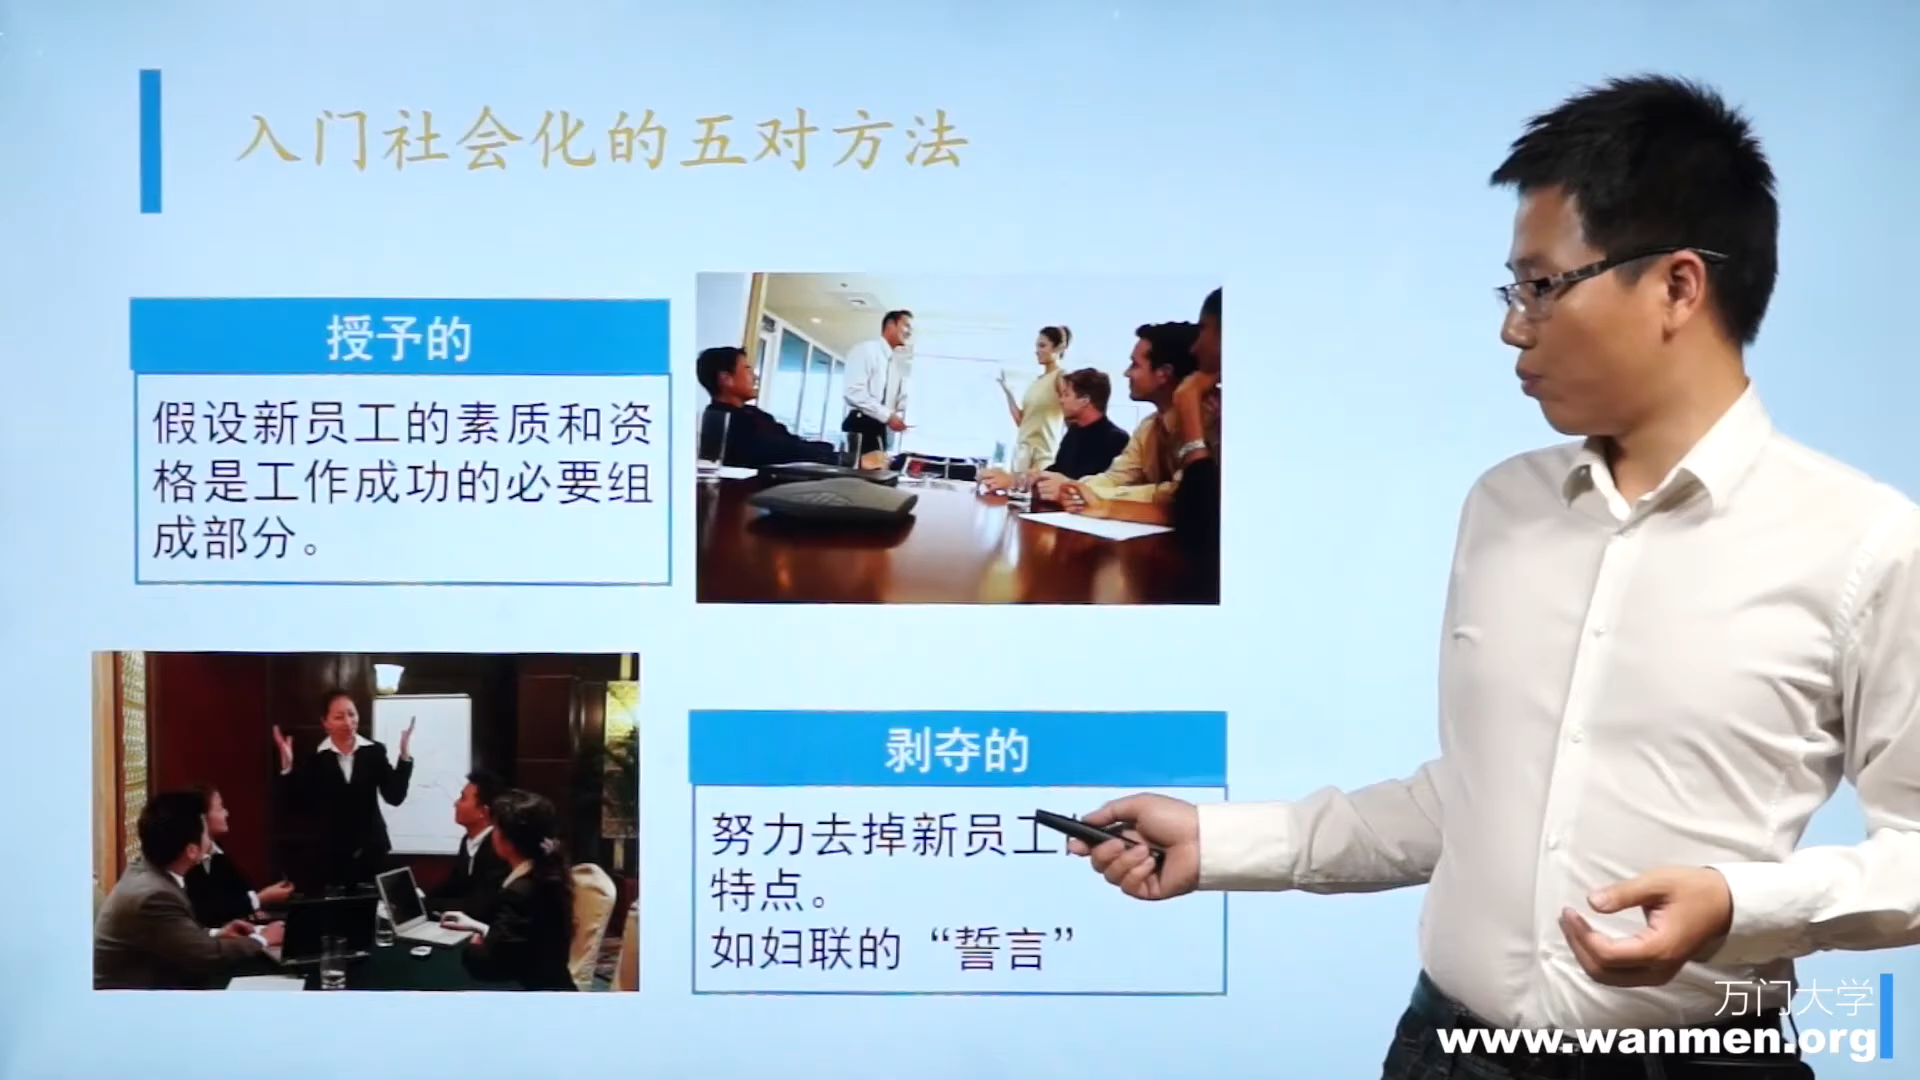 入门社会化的五对方法
授予的
假设新员工的素质和资
格是工作成功的必要组
成部分。
剥夺的
努力去掉新员工
特点。
如妇联的“誓言”
万门大学
www.wanmen.org